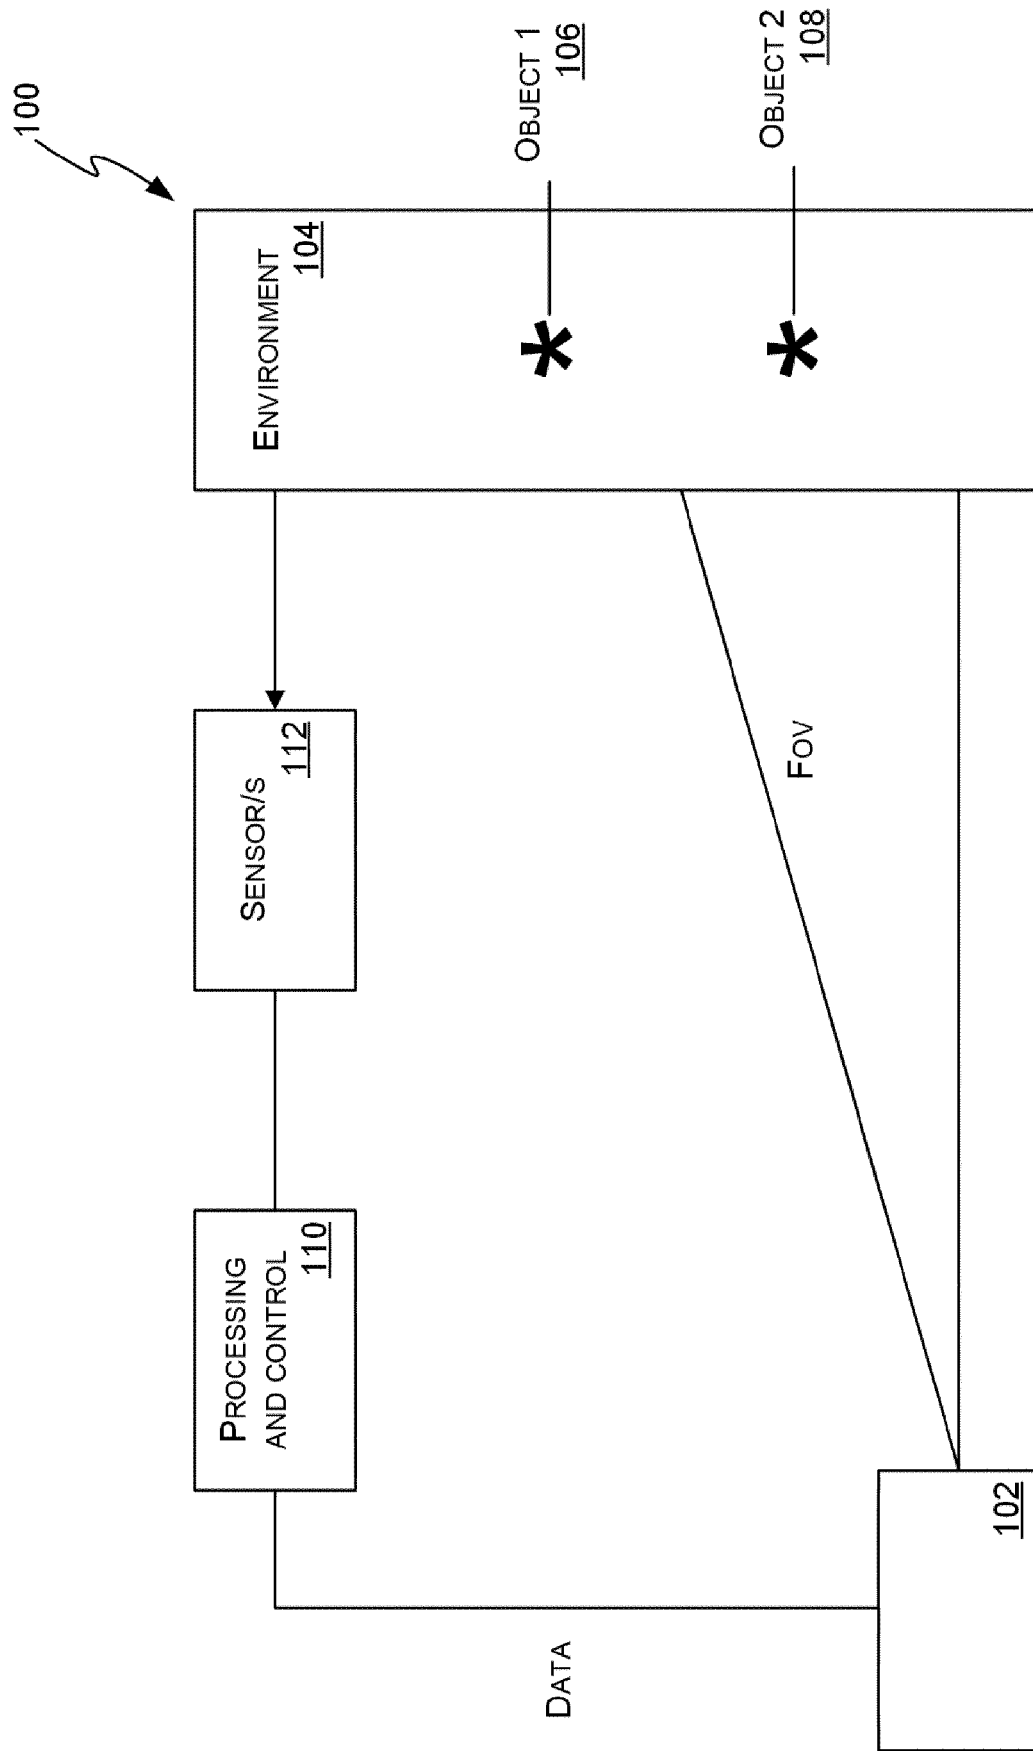 100
ENVIRONMENT
104
OBJECT 1
106
OBJECT 2
108
SENSOR/S
112
PROCESSING
AND CONTROL
110
FOV
DATA
102